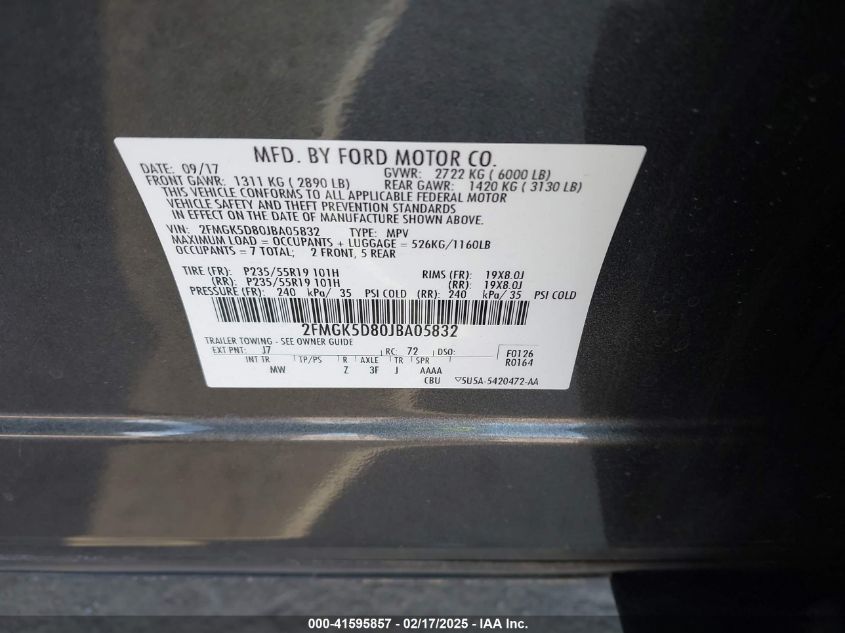 MFD. BY FORD MOTOR CO.
DATE: 09/17 GVWR: 2722 KG ( 6000 LB)
FRONT GAWR: 1311 KG ( 2890 LB) REAR GAWR: 1420 KG ( 3130 LB)
THIS VEHICLE CONFORMS TO ALL APPLICABLE FEDERAL MOTOR
VEHICLE SAFETY AND THEFT PREVENTION STANDARDS
IN EFFECT ON THE DATE OF MANUFACTURE SHOWN ABOVE.
VIN: 2FMGK5D80JBA05832 TYPE: MPV
MAXIMUM LOAD = OCCUPANTS + LUGGAGE = 526KG/1160LB
OCCUPANTS = 7 TOTAL, 2 FRONT, 5 REAR
TIRE (FR): P235/55R19 101H RIMS (FR): 19X8.0J
(RR): P235/55R19 101H (RR): 19X8.0J
PRESSURE (FR): 240 kPa/ 35 PSI COLD (RR): 240 kPa/ 35 PSI COLD
2FMGK5D80JBA05832
TRAILER TOWING - SEE OWNER GUIDE
EXT PNT: J7 RC: 72 DSO: F0126
INT TR TP/PS R AXLE TR SPR R0164
MW Z 3F J AAAA
CBU ▽5U5A-5420472-AA
000-41595857 / 02/17/2025 - IAA Inc.